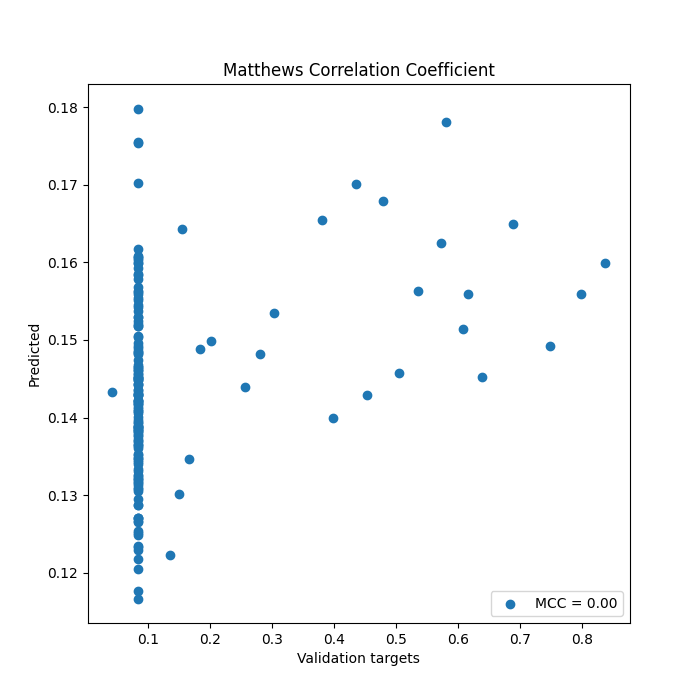 Matthews Correlation Coefficient
0.18
0.17
0.16
0.15
0.14
0.13
0.12
Predicted
MCC = 0.00
0.1 0.2 0.3 0.4 0.5 0.6 0.7 0.8
Validation targets